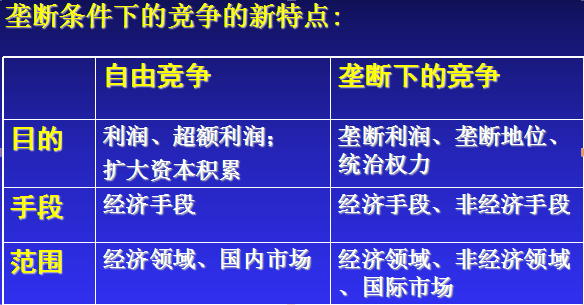 垄断条件下的竞争的新特点:
自由竞争 垄断下的竞争
目的 利润、超额利润; 垄断利润、垄断地位、
扩大资本积累 统治权力
手段 经济手段 经济手段、非经济手段
范围 经济领域、国内市场 经济领域、非经济领域
、国际市场